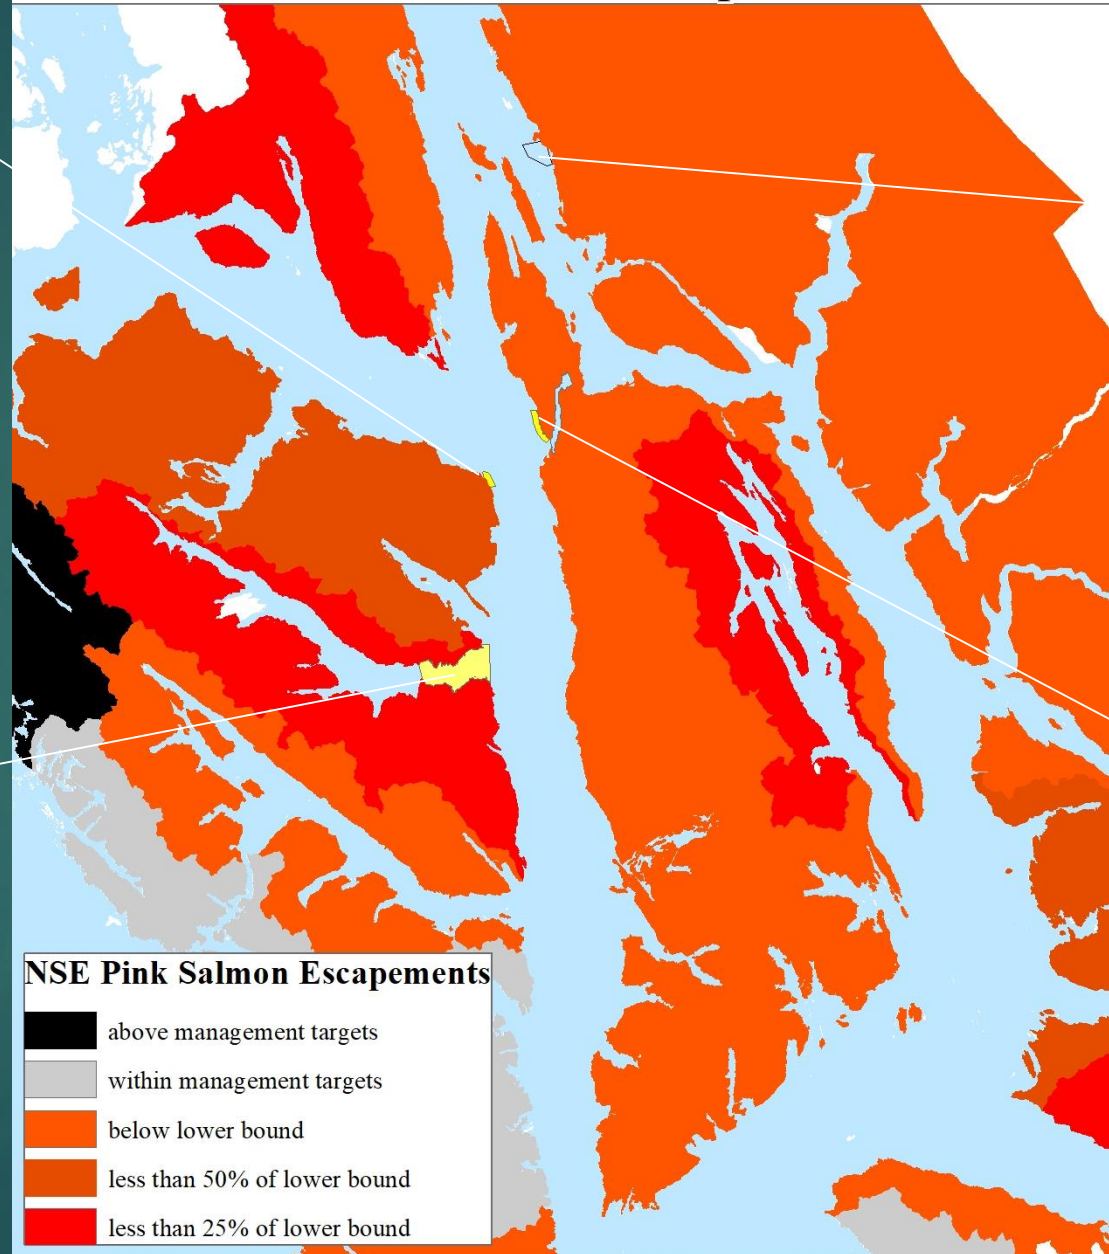 NSE Pink Salmon Escapements
above management targets
within management targets
below lower bound
less than 50% of lower bound
less than 25% of lower bound